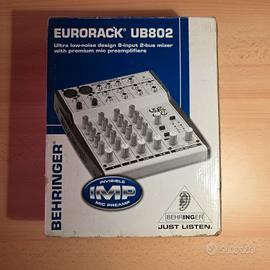 EURORACK® UB802
Ultra low-noise design 8-input 2-bus mixer
with premium mic preamplifiers
BEHRINGER®
INVISIBLE
IMP
MIC PREAMP
BEHRINGER
JUST LISTEN.
subito